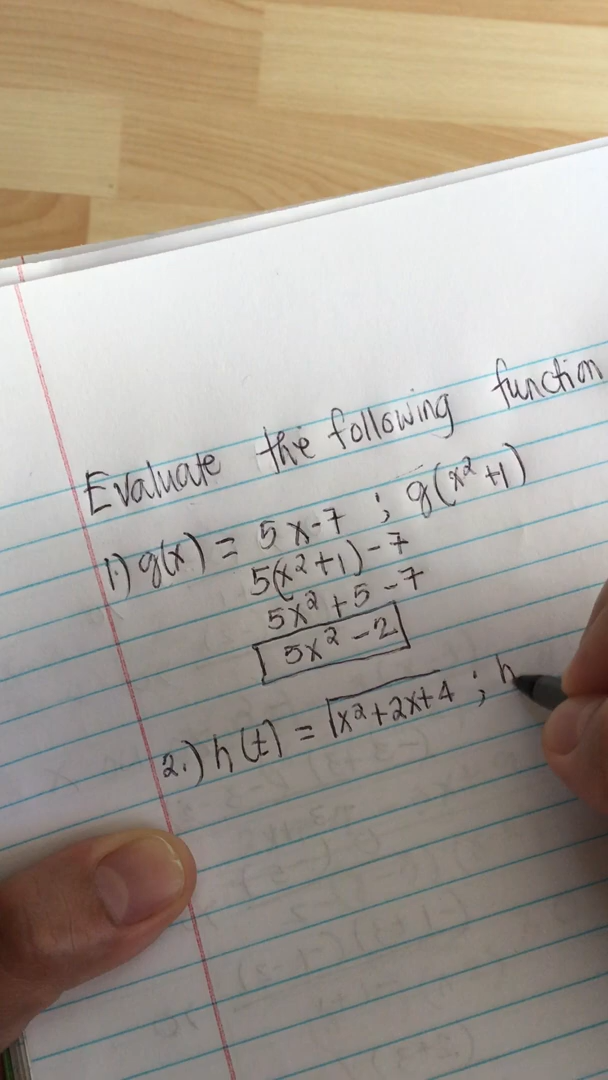 Evaluate the following function
1.) g(x) = 5x-7 ; g(x² +1)
5(x²+1)-7
5x²+5-7
5x²-2
2.) h(t) = √x²+2x+4 ; h